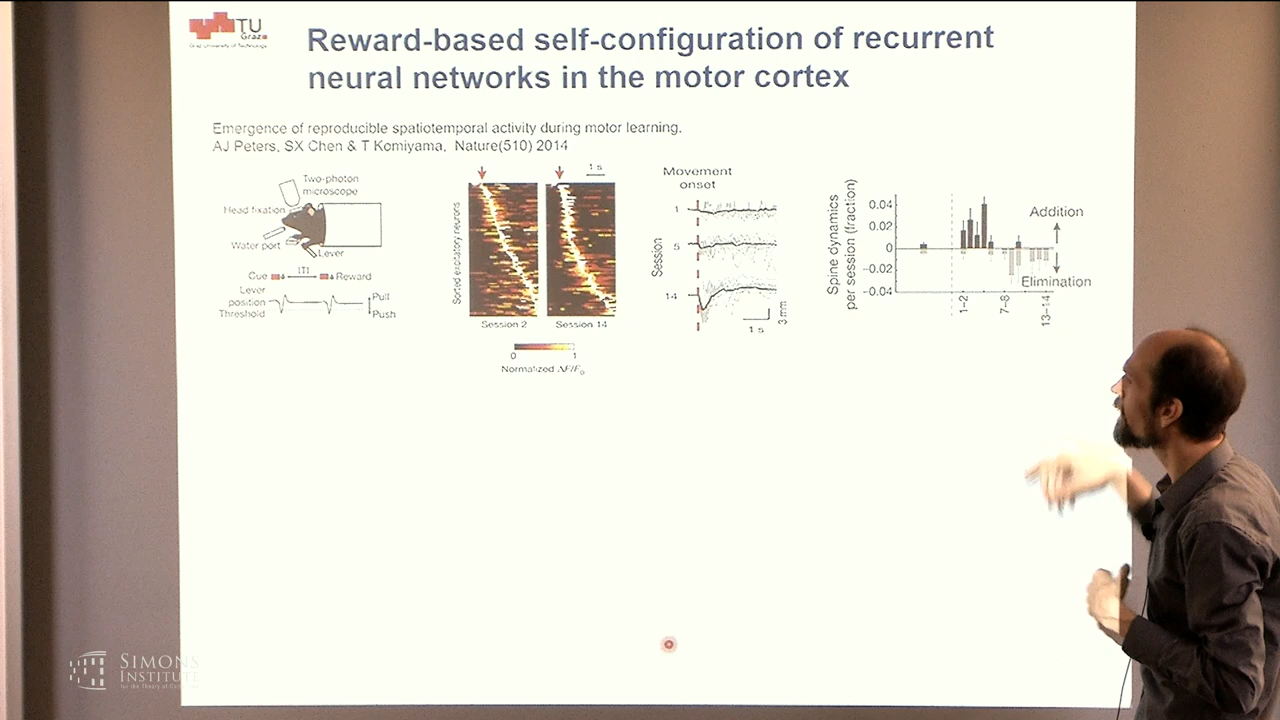 TU
Graz
Graz University of Technology
Reward-based self-configuration of recurrent
neural networks in the motor cortex
Emergence of reproducible spatiotemporal activity during motor learning.
AJ Peters, SX Chen & T Komiyama, Nature(510) 2014
Two-photon
microscope
Head fixation
Water port
Lever
Cue
ITI
Reward
Lever
position
Threshold
Pull
Push
1 s
Sorted excitatory neurons
Session 2
Session 14
0
1
Normalized ΔF/F0
Movement
onset
Session
1
5
14
1 s
3 mm
Spine dynamics
per session (fraction)
0.04
0.02
0
−0.02
−0.04
Addition
Elimination
1–2
7–8
13–14
SIMONS
INSTITUTE